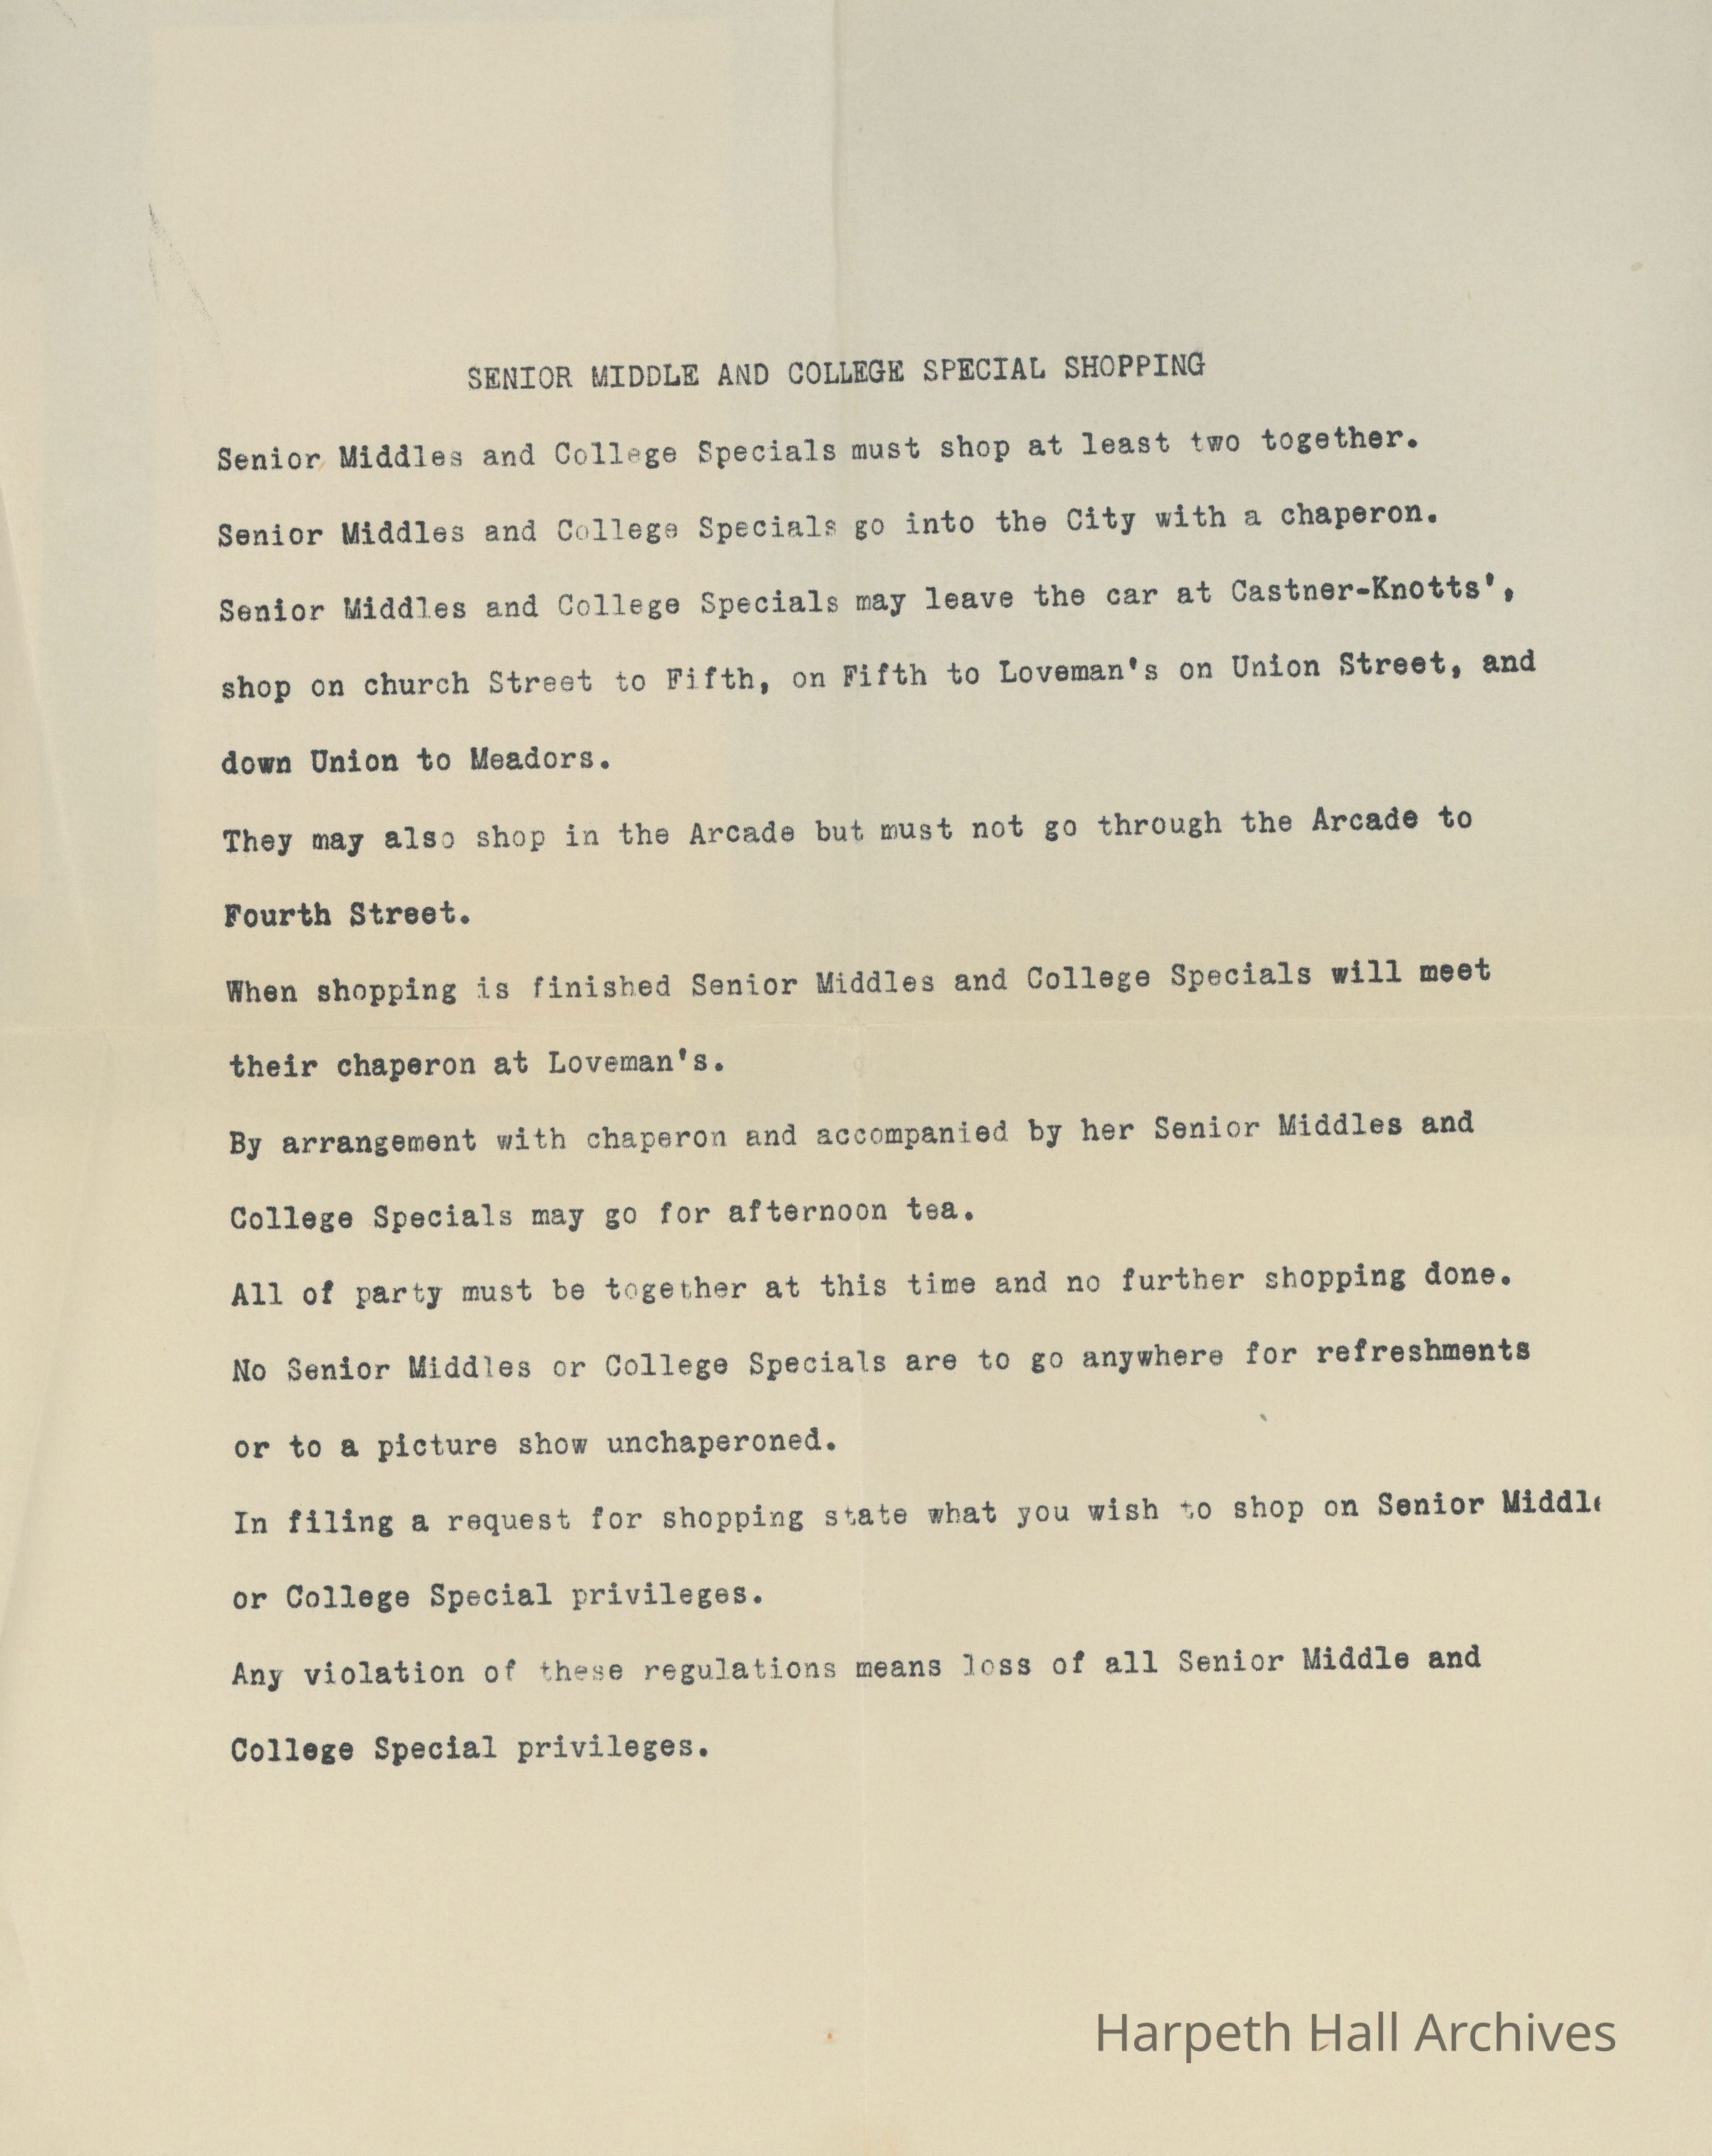 SENIOR MIDDLE AND COLLEGE SPECIAL SHOPPING
Senior Middles and College Specials must shop at least two together.
Senior Middles and College Specials go into the City with a chaperon.
Senior Middles and College Specials may leave the car at Castner-Knotts',
shop on church Street to Fifth, on Fifth to Loveman's on Union Street, and
down Union to Meadors.
They may also shop in the Arcade but must not go through the Arcade to
Fourth Street.
When shopping is finished Senior Middles and College Specials will meet
their chaperon at Loveman's.
By arrangement with chaperon and accompanied by her Senior Middles and
College Specials may go for afternoon tea.
All of party must be together at this time and no further shopping done.
No Senior Middles or College Specials are to go anywhere for refreshments
or to a picture show unchaperoned.
In filing a request for shopping state what you wish to shop on Senior Middle
or College Special privileges.
Any violation of these regulations means loss of all Senior Middle and
College Special privileges.
Harpeth Hall Archives